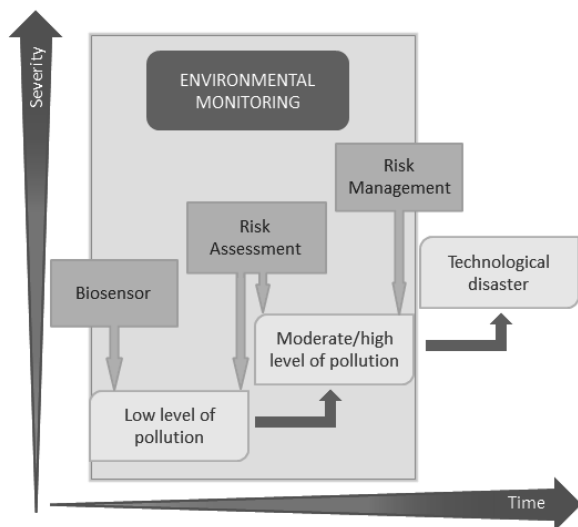 Severity
ENVIRONMENTAL
MONITORING
Risk
Management
Risk
Assessment
Technological
disaster
Biosensor
Moderate/high
level of pollution
Low level of
pollution
Time